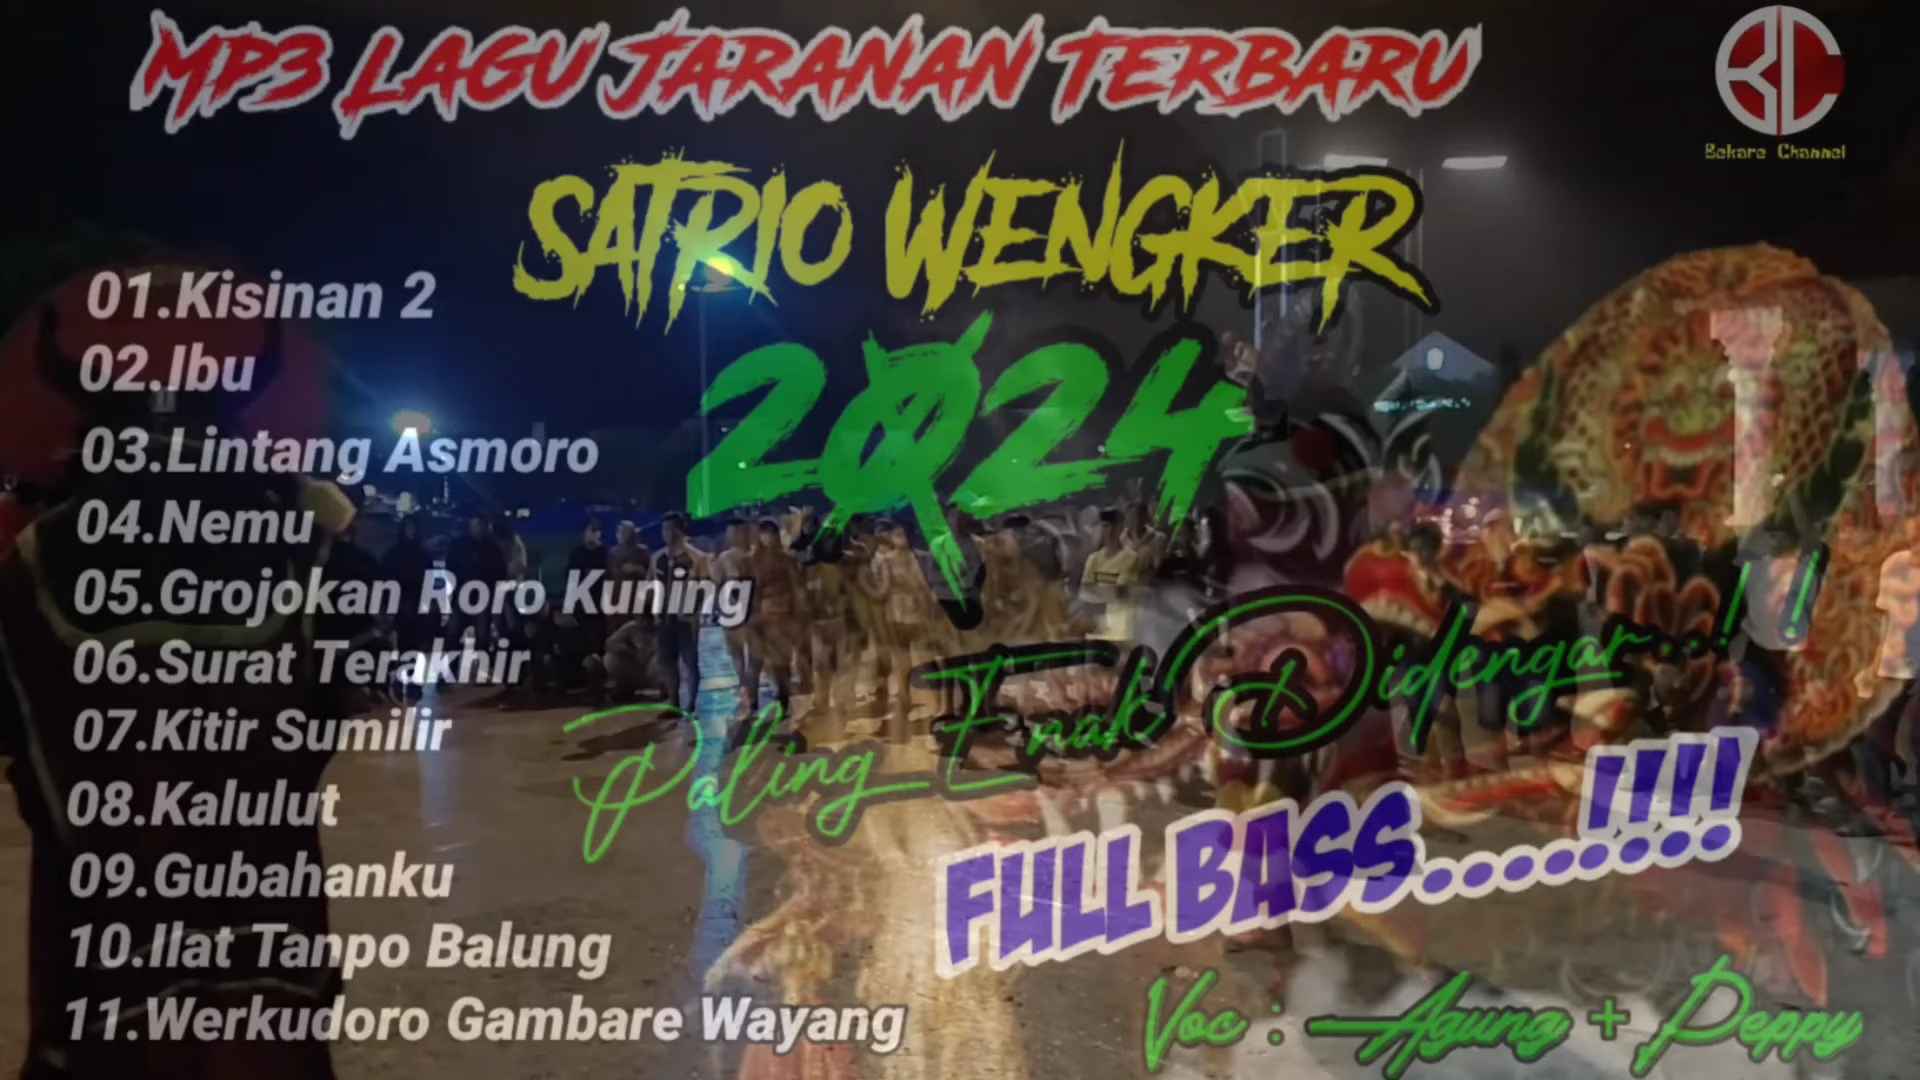 MP3 LAGU JARANAN TERBARU
BC
Bekare Channel
SATRIO WENGKER
2024
01.Kisinan 2
02.Ibu
03.Lintang Asmoro
04.Nemu
05.Grojokan Roro Kuning
06.Surat Terakhir
07.Kitir Sumilir
08.Kalulut
09.Gubahanku
10.Ilat Tanpo Balung
11.Werkudoro Gambare Wayang
Paling Enak Didengar..! !
FULL BASS........!!!!
Voc : Agung + Peppy